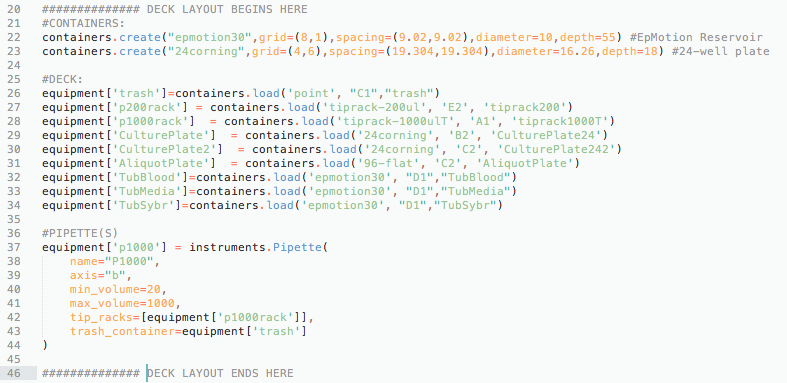 20 ############## DECK LAYOUT BEGINS HERE
21 #CONTAINERS:
22 containers.create("epmotion30",grid=(8,1),spacing=(9.02,9.02),diameter=10,depth=55) #EpMotion Reservoir
23 containers.create("24corning",grid=(4,6),spacing=(19.304,19.304),diameter=16.26,depth=18) #24-well plate
24
25 #DECK:
26 equipment['trash']=containers.load('point', "C1","trash")
27 equipment['p200rack'] = containers.load('tiprack-200ul', 'E2', 'tiprack200')
28 equipment['p1000rack']  = containers.load('tiprack-1000ulT', 'A1', 'tiprack1000T')
29 equipment['CulturePlate']  = containers.load('24corning', 'B2', 'CulturePlate24')
30 equipment['CulturePlate2']  = containers.load('24corning', 'C2', 'CulturePlate242')
31 equipment['AliquotPlate']  = containers.load('96-flat', 'C2', 'AliquotPlate')
32 equipment['TubBlood']=containers.load('epmotion30', "D1","TubBlood")
33 equipment['TubMedia']=containers.load('epmotion30', "D1","TubMedia")
34 equipment['TubSybr']=containers.load('epmotion30', "D1","TubSybr")
35
36 #PIPETTE(S)
37 equipment['p1000'] = instruments.Pipette(
38     name="P1000",
39     axis="b",
40     min_volume=20,
41     max_volume=1000,
42     tip_racks=[equipment['p1000rack']],
43     trash_container=equipment['trash']
44 )
45
46 ############## DECK LAYOUT ENDS HERE